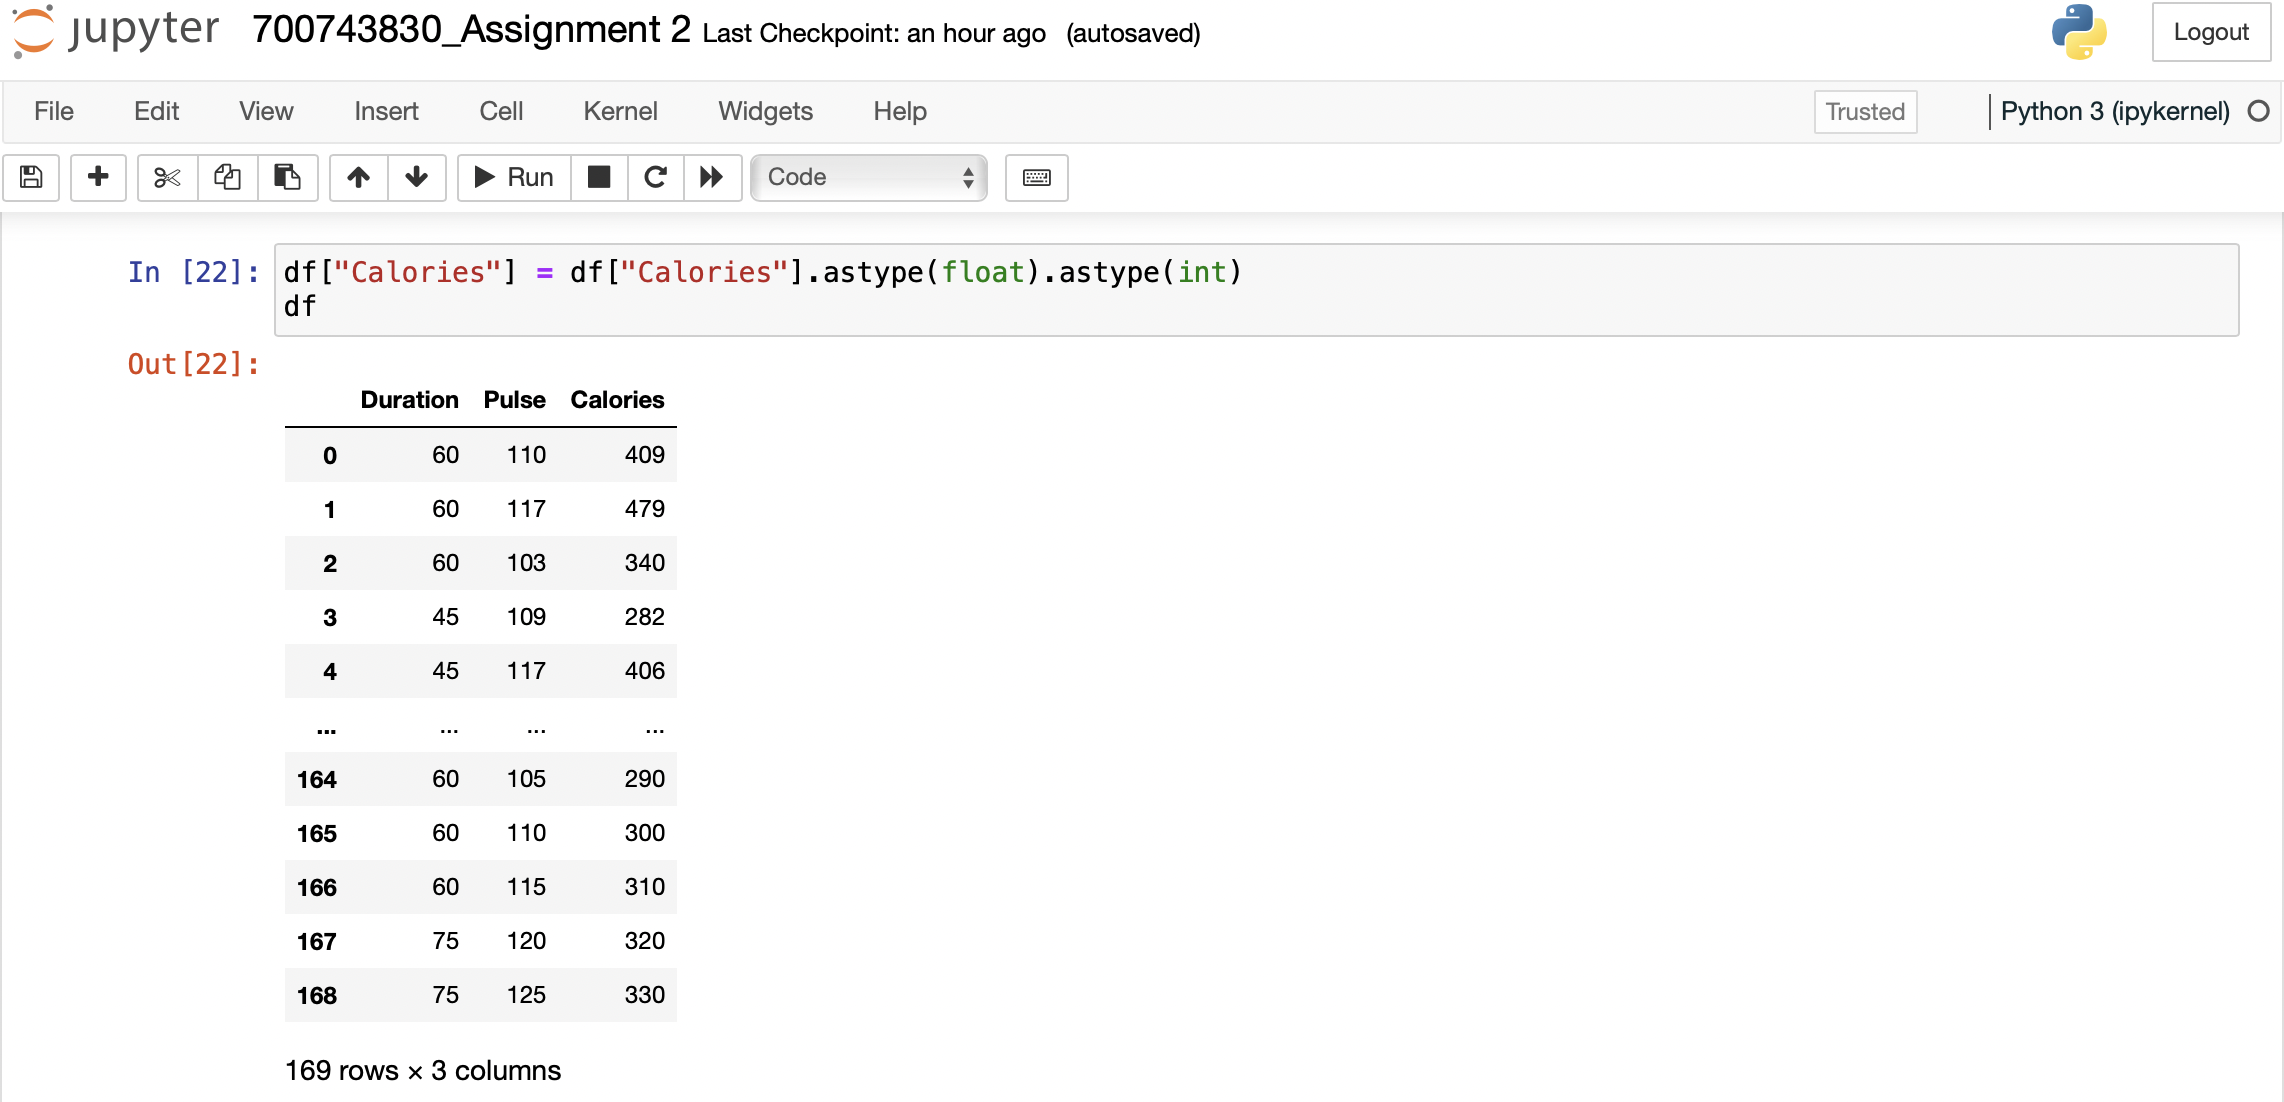 jupyter 700743830_Assignment 2 Last Checkpoint: an hour ago (autosaved)
Logout
File Edit View Insert Cell Kernel Widgets Help Trusted Python 3 (ipykernel)
Run Code
In [22]: df["Calories"] = df["Calories"].astype(float).astype(int)
df
Out[22]:
Duration Pulse Calories
0 60 110 409
1 60 117 479
2 60 103 340
3 45 109 282
4 45 117 406
... ... ... ...
164 60 105 290
165 60 110 300
166 60 115 310
167 75 120 320
168 75 125 330
169 rows × 3 columns